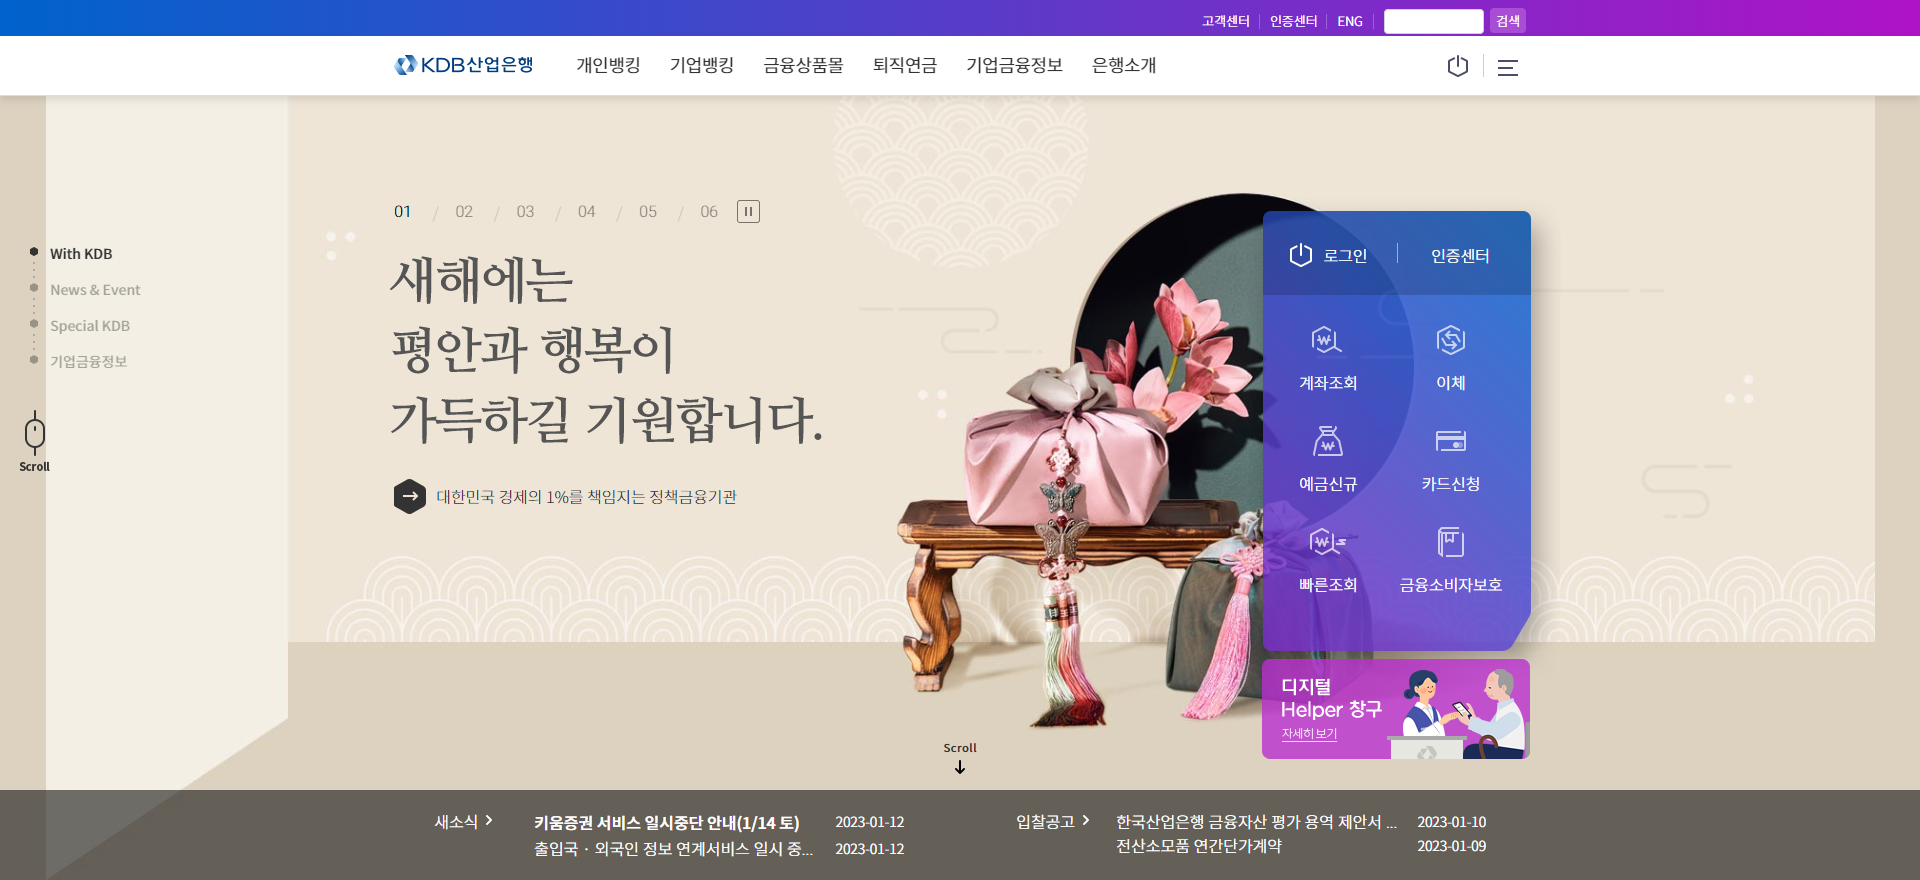 고객센터 인증센터 ENG 검색
KDB산업은행 개인뱅킹 기업뱅킹 금융상품몰 퇴직연금 기업금융정보 은행소개
With KDB
News & Event
Special KDB
기업금융정보
Scroll
01 / 02 / 03 / 04 / 05 / 06
새해에는
평안과 행복이
가득하길 기원합니다.
대한민국 경제의 1%를 책임지는 정책금융기관
로그인 인증센터
계좌조회 이체
예금신규 카드신청
빠른조회 금융소비자보호
디지털
Helper 창구
자세히 보기
Scroll
새소식
키움증권 서비스 일시중단 안내(1/14 토) 2023-01-12
출입국 · 외국인 정보 연계서비스 일시 중... 2023-01-12
입찰공고
한국산업은행 금융자산 평가 용역 제안서 ... 2023-01-10
전산소모품 연간단가계약 2023-01-09